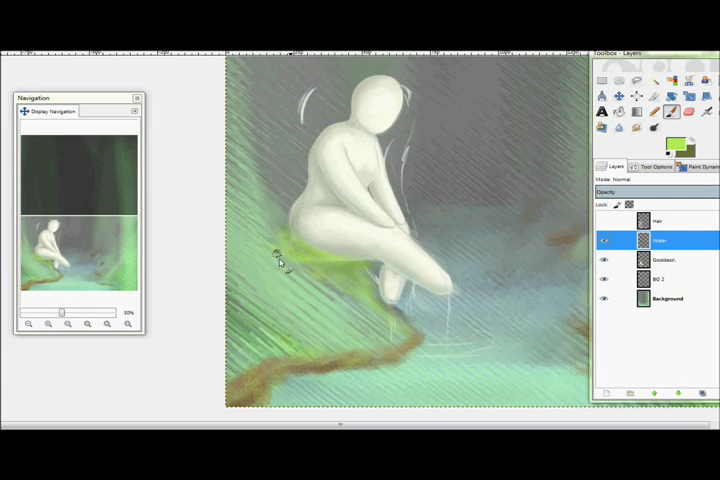 Toolbox - Layers
Navigation
Display Navigation
Layers
Tool Options
Paint Dynam
Mode: Normal
Opacity
Lock:
Hair
Water
Goddess\
BG 2
Background
50%